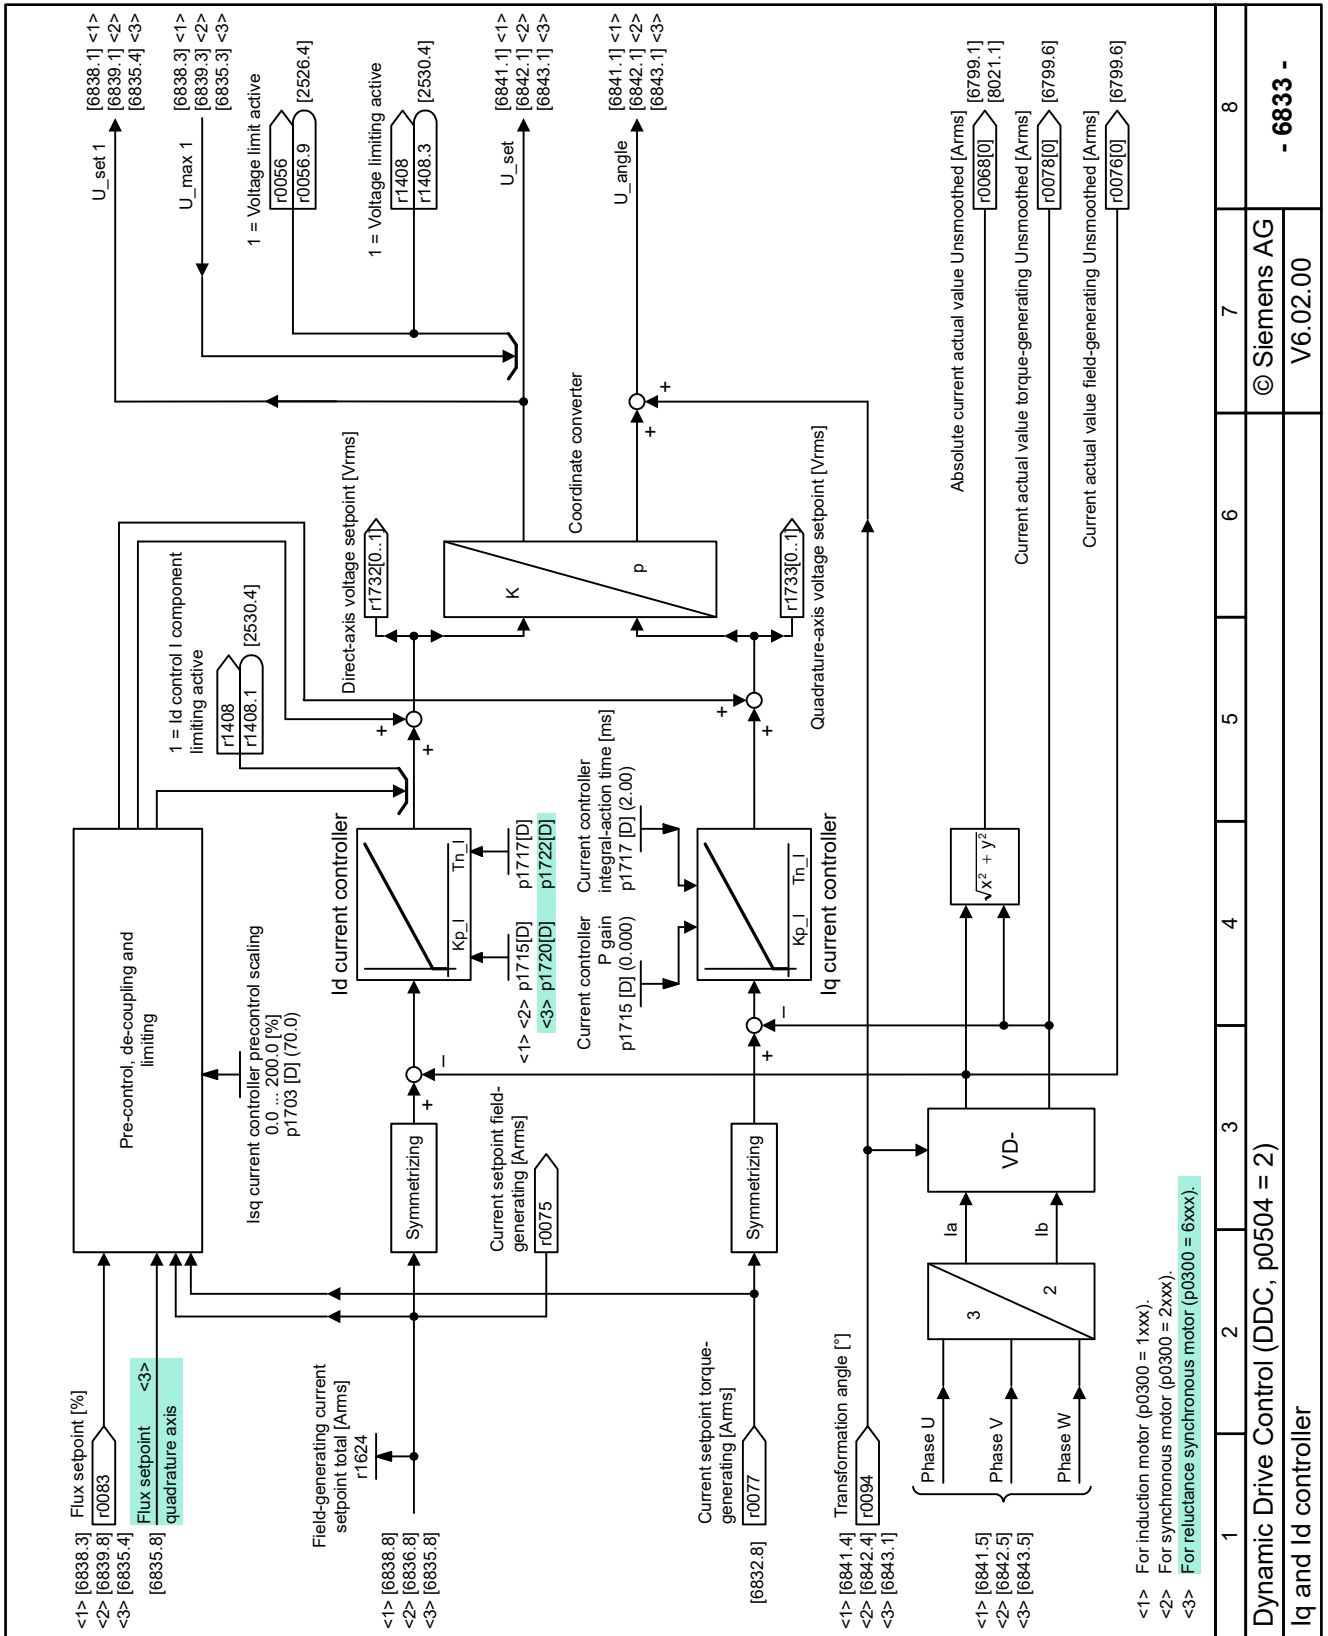 <1> [6838.3]
<2> [6839.8]
<3> [6835.4]
Flux setpoint [%]
r0083
[6835.8]
Flux setpoint <3>
quadrature axis
Pre-control, de-coupling and
limiting
Isq current controller precontrol scaling
0.0 ... 200.0 [%]
p1703 [D] (70.0)
1 = Id control I component
limiting active
r1408
r1408.1
[2530.4]
U_set 1
[6838.1] <1>
[6839.1] <2>
[6835.4] <3>
U_max 1
[6838.3] <1>
[6839.3] <2>
[6835.3] <3>
1 = Voltage limit active
r0056
r0056.9
[2526.4]
1 = Voltage limiting active
r1408
r1408.3
[2530.4]
Field-generating current
setpoint total [Arms]
r1624
<1> [6838.8]
<2> [6836.8]
<3> [6835.8]
Symmetrizing
+
–
Id current controller
Kp_I
Tn_I
<1> <2> p1715[D]
p1717[D]
<3> p1720[D]
p1722[D]
+
+
Direct-axis voltage setpoint [Vrms]
r1732[0..1]
Current setpoint field-
generating [Arms]
r0075
Coordinate converter
K
p
U_set
[6841.1] <1>
[6842.1] <2>
[6843.1] <3>
U_angle
[6841.1] <1>
[6842.1] <2>
[6843.1] <3>
+
+
Current controller
P gain
p1715 [D] (0.000)
Current controller
integral-action time [ms]
p1717 [D] (2.00)
Current setpoint torque-
generating [Arms]
r0077
[6832.8]
Symmetrizing
+
–
Kp_I
Tn_I
Iq current controller
+
+
r1733[0..1]
Quadrature-axis voltage setpoint [Vrms]
Transformation angle [°]
r0094
<1> [6841.4]
<2> [6842.4]
<3> [6843.1]
Phase U
Phase V
Phase W
<1> [6841.5]
<2> [6842.5]
<3> [6843.5]
3
2
Ia
Ib
VD-
√x² + y²
Absolute current actual value Unsmoothed [Arms]
r0068[0]
[6799.1]
[8021.1]
Current actual value torque-generating Unsmoothed [Arms]
r0078[0]
[6799.6]
Current actual value field-generating Unsmoothed [Arms]
r0076[0]
[6799.6]
<1> For induction motor (p0300 = 1xxx).
<2> For synchronous motor (p0300 = 2xxx).
<3> For reluctance synchronous motor (p0300 = 6xxx).
1 2 3 4 5 6 7 8
Dynamic Drive Control (DDC, p0504 = 2)
© Siemens AG
- 6833 -
Iq and Id controller
V6.02.00